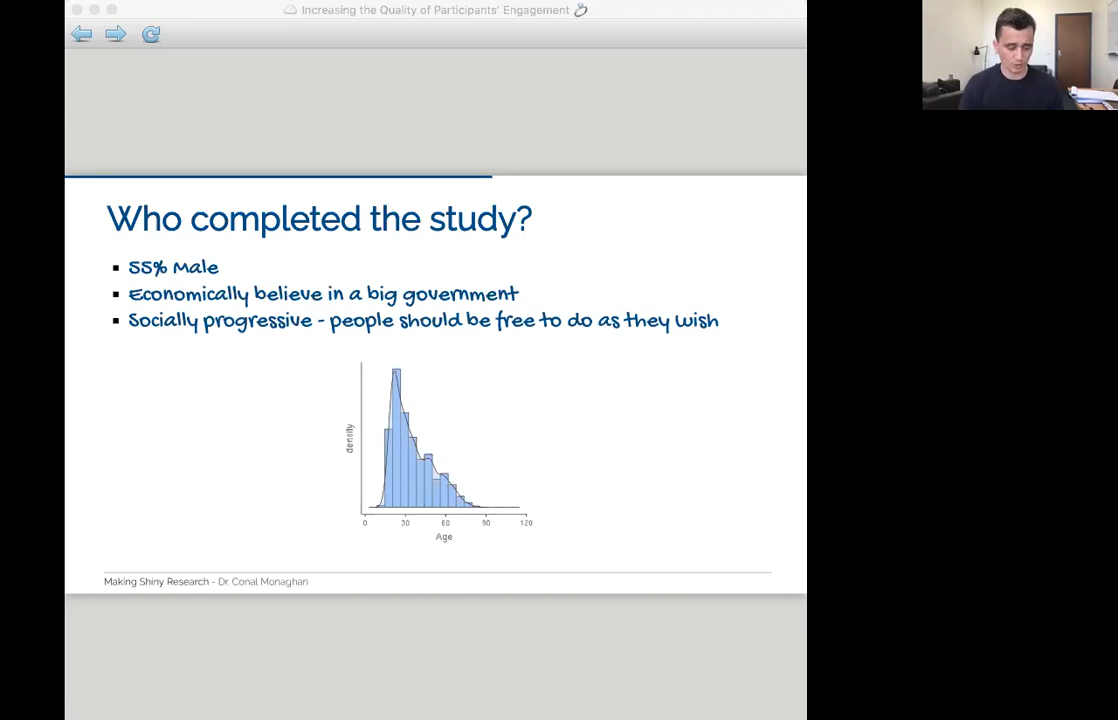 Increasing the Quality of Participants' Engagement
Who completed the study?
55% Male
Economically believe in a big government
Socially progressive - people should be free to do as they wish
density
0 30 60 90 120
Age
Making Shiny Research - Dr. Conal Monaghan